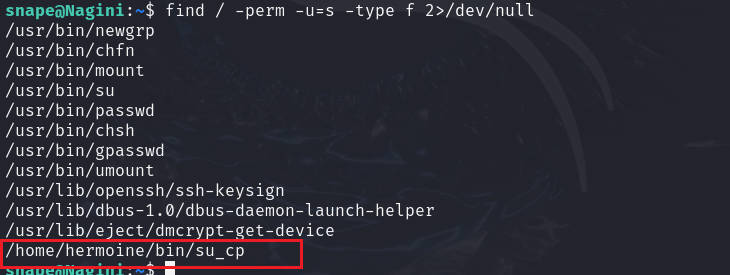 snape@Nagini:~$ find / -perm -u=s -type f 2>/dev/null
/usr/bin/newgrp
/usr/bin/chfn
/usr/bin/mount
/usr/bin/su
/usr/bin/passwd
/usr/bin/chsh
/usr/bin/gpasswd
/usr/bin/umount
/usr/lib/openssh/ssh-keysign
/usr/lib/dbus-1.0/dbus-daemon-launch-helper
/usr/lib/eject/dmcrypt-get-device
/home/hermoine/bin/su_cp
snape@Nagini:~$